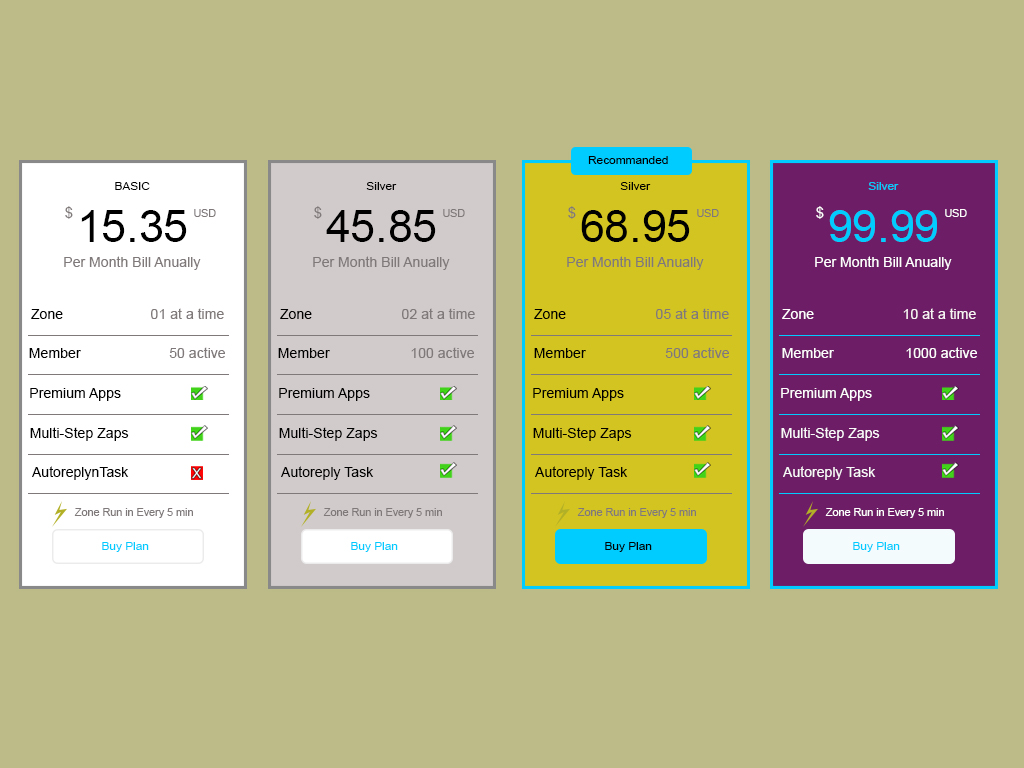 BASIC
$ 15.35 USD
Per Month Bill Anually
Zone 01 at a time
Member 50 active
Premium Apps
Multi-Step Zaps
AutoreplynTask X
Zone Run in Every 5 min
Buy Plan
Silver
$ 45.85 USD
Per Month Bill Anually
Zone 02 at a time
Member 100 active
Premium Apps
Multi-Step Zaps
Autoreply Task
Zone Run in Every 5 min
Buy Plan
Recommanded
Silver
$ 68.95 USD
Per Month Bill Anually
Zone 05 at a time
Member 500 active
Premium Apps
Multi-Step Zaps
Autoreply Task
Zone Run in Every 5 min
Buy Plan
Silver
$ 99.99 USD
Per Month Bill Anually
Zone 10 at a time
Member 1000 active
Premium Apps
Multi-Step Zaps
Autoreply Task
Zone Run in Every 5 min
Buy Plan